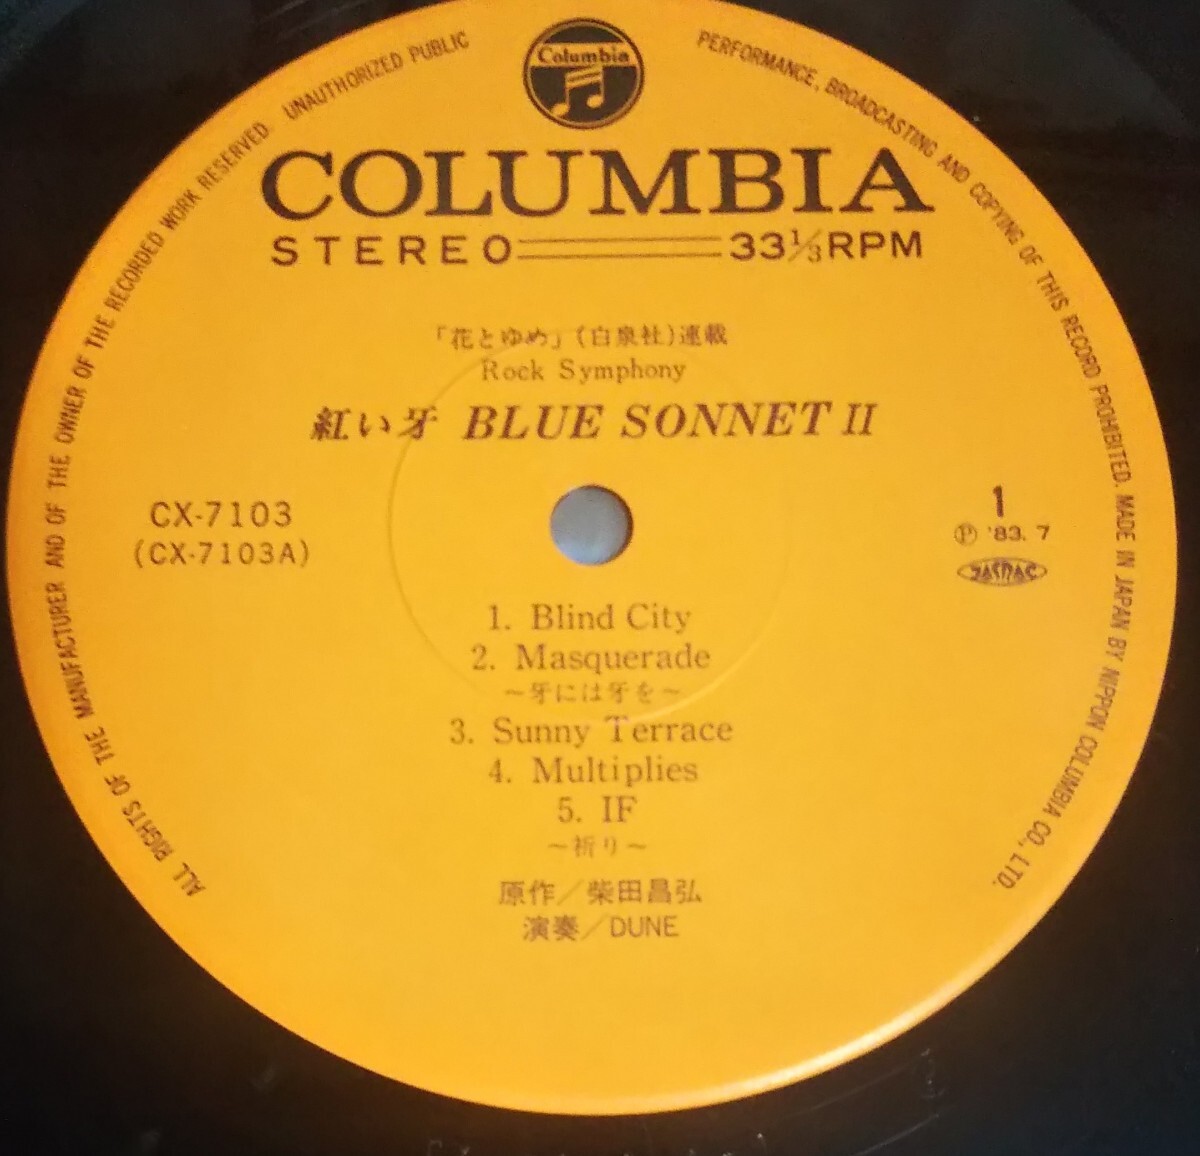 ALL RIGHTS OF THE MANUFACTURER AND OF THE OWNER OF THE RECORDED WORK RESERVED. UNAUTHORIZED PUBLIC PERFORMANCE, BROADCASTING AND COPYING OF THIS RECORD PROHIBITED. MADE IN JAPAN BY NIPPON COLUMBIA CO., LTD.
Columbia
COLUMBIA
STEREO 33⅓RPM
「花とゆめ」(白泉社)連載
Rock Symphony
紅い牙 BLUE SONNET II
CX-7103
(CX-7103A)
1
Ⓟ '83. 7
JASRAC
1. Blind City
2. Masquerade
～牙には牙を～
3. Sunny Terrace
4. Multiplies
5. IF
～祈り～
原作／柴田昌弘
演奏／DUNE